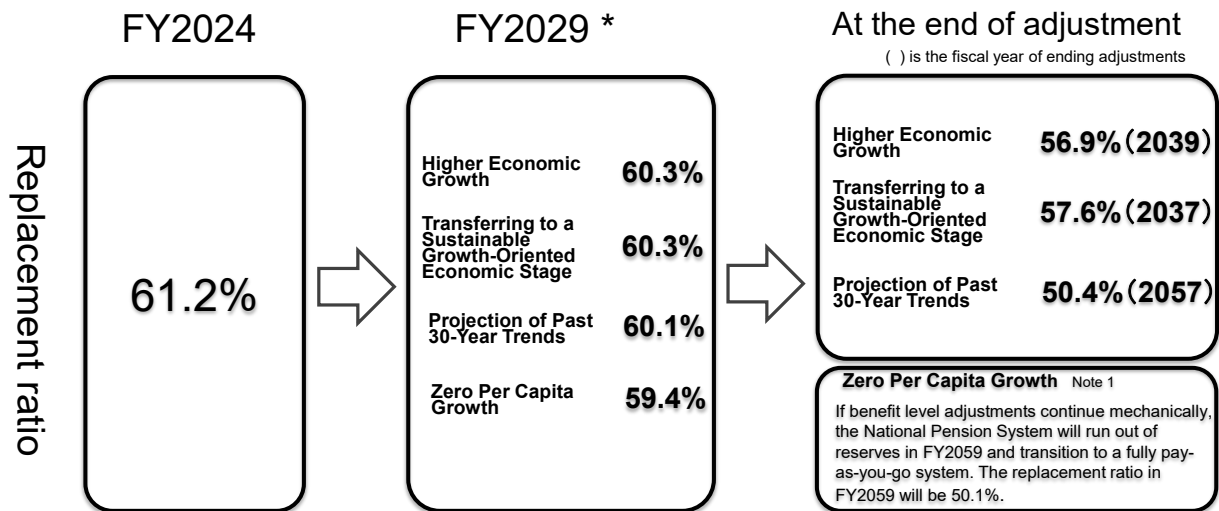 FY2024
FY2029 *
At the end of adjustment
( ) is the fiscal year of ending adjustments
Replacement ratio
61.2%
Higher Economic
Growth
60.3%
Transferring to a
Sustainable
Growth-Oriented
Economic Stage
60.3%
Projection of Past
30-Year Trends
60.1%
Zero Per Capita
Growth
59.4%
Higher Economic
Growth
56.9%(2039)
Transferring to a
Sustainable
Growth-Oriented
Economic Stage
57.6%(2037)
Projection of Past
30-Year Trends
50.4%(2057)
Zero Per Capita Growth Note 1
If benefit level adjustments continue mechanically,
the National Pension System will run out of
reserves in FY2059 and transition to a fully pay-
as-you-go system. The replacement ratio in
FY2059 will be 50.1%.